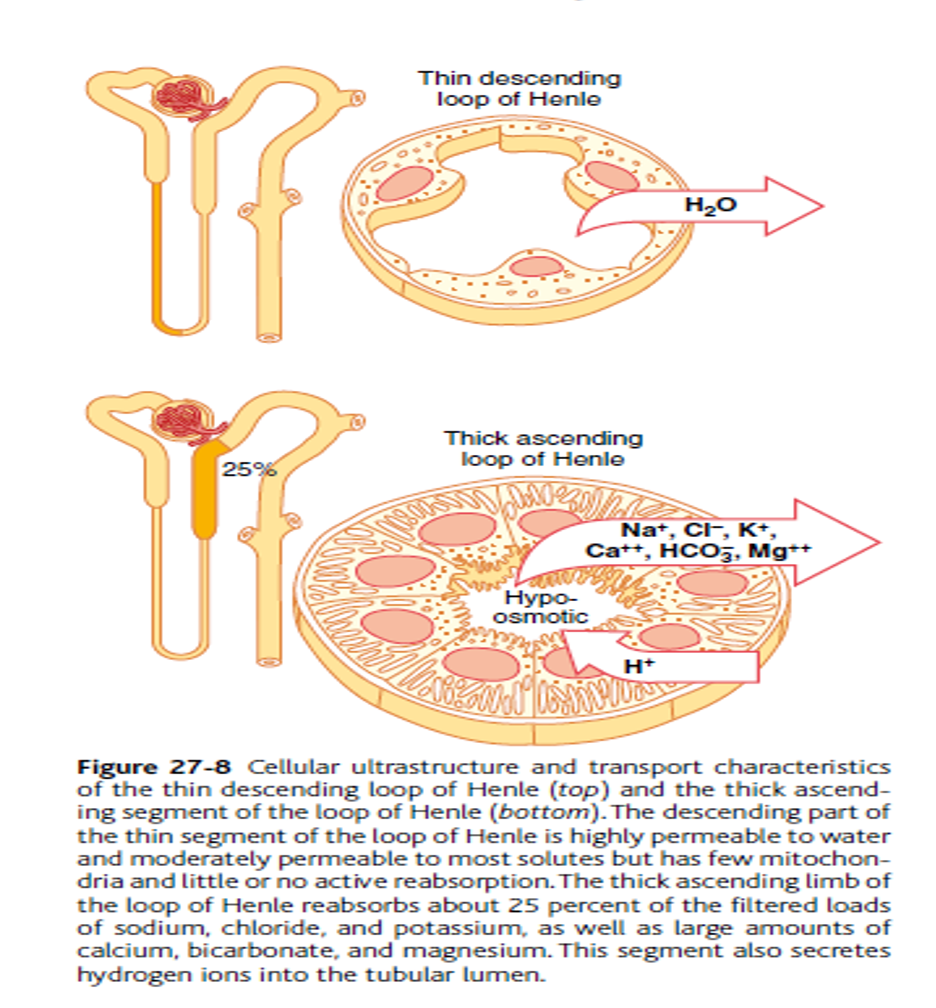 Thin descending
loop of Henle
H₂O
Thick ascending
loop of Henle
25%
Na⁺, Cl⁻, K⁺,
Ca⁺⁺, HCO₃⁻, Mg⁺⁺
Hypo-
osmotic
H⁺
Figure 27-8 Cellular ultrastructure and transport characteristics
of the thin descending loop of Henle (top) and the thick ascend-
ing segment of the loop of Henle (bottom). The descending part of
the thin segment of the loop of Henle is highly permeable to water
and moderately permeable to most solutes but has few mitochon-
dria and little or no active reabsorption. The thick ascending limb of
the loop of Henle reabsorbs about 25 percent of the filtered loads
of sodium, chloride, and potassium, as well as large amounts of
calcium, bicarbonate, and magnesium. This segment also secretes
hydrogen ions into the tubular lumen.